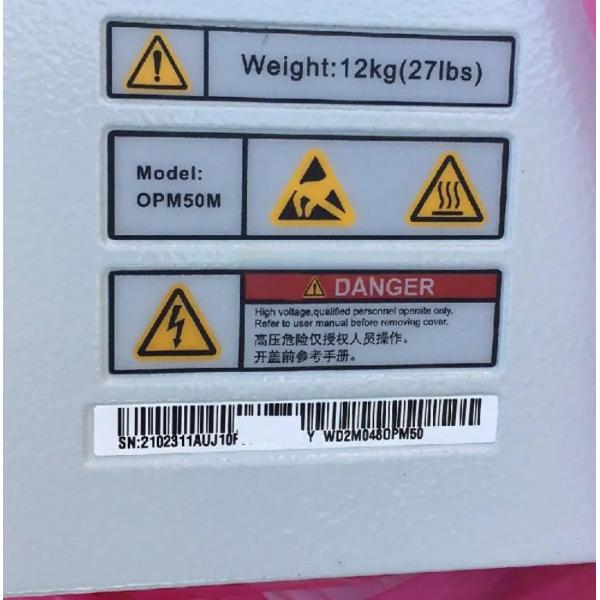 Weight:12kg(27lbs)
Model:
OPM50M
DANGER
High voltage,qualified personnel operate only.
Refer to user manual before removing cover.
高压危险仅授权人员操作。
开盖前参考手册。
SN:2102311AUJ10 Y WD2M048OPM50